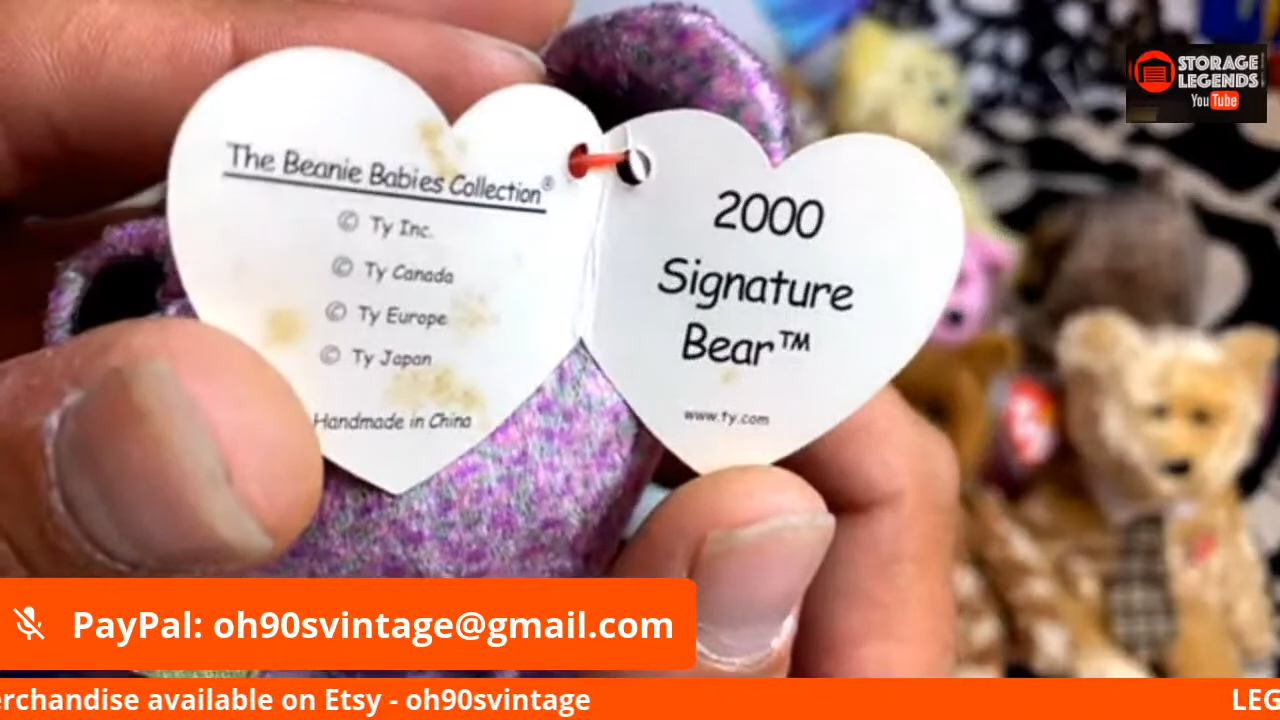 STORAGE
LEGENDS
YouTube
The Beanie Babies Collection®
© Ty Inc.
© Ty Canada
© Ty Europe
© Ty Japan
Handmade in China
2000
Signature
Bear™
www.ty.com
PayPal: oh90svintage@gmail.com
erchandise available on Etsy - oh90svintage
LEG